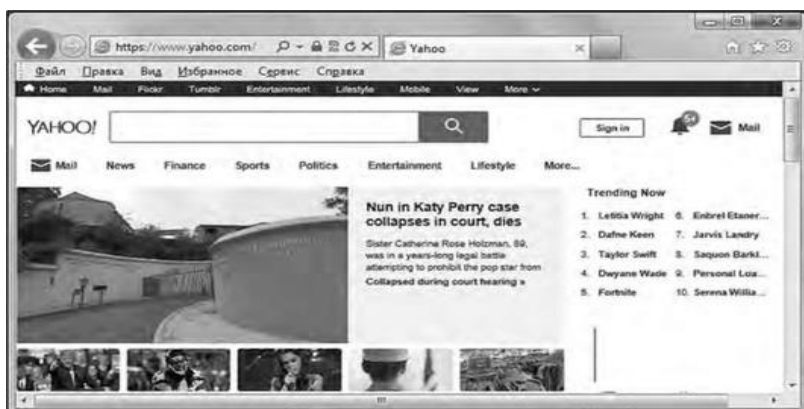 https://www.yahoo.com/ Yahoo
Файл Правка Вид Избранное Сервис Справка
Home Mail Flickr Tumblr Entertainment Lifestyle Mobile View More
YAHOO! Sign in Mail
Mail News Finance Sports Politics Entertainment Lifestyle More...
Nun in Katy Perry case
collapses in court, dies
Sister Catherine Rose Holzman, 89,
was in a years-long legal battle
attempting to prohibit the pop star from
Collapsed during court hearing »
Trending Now
1. Letitia Wright 6. Enbrel Etaner...
2. Dafne Keen 7. Jarvis Landry
3. Taylor Swift 8. Saquon Barkl...
4. Dwyane Wade 9. Personal Loa...
5. Fortnite 10. Serena Willia...